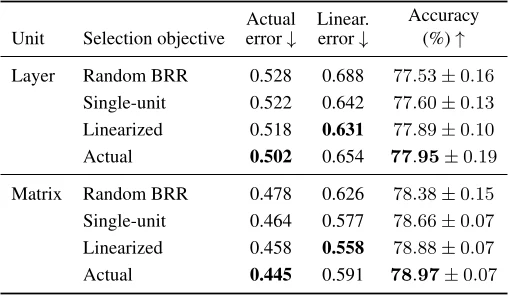 Unit Selection objective Actual error ↓ Linear. error ↓ Accuracy (%) ↑
Layer Random BRR 0.528 0.688 77.53 ± 0.16
Single-unit 0.522 0.642 77.60 ± 0.13
Linearized 0.518 0.631 77.89 ± 0.10
Actual 0.502 0.654 77.95 ± 0.19
Matrix Random BRR 0.478 0.626 78.38 ± 0.15
Single-unit 0.464 0.577 78.66 ± 0.07
Linearized 0.458 0.558 78.88 ± 0.07
Actual 0.445 0.591 78.97 ± 0.07